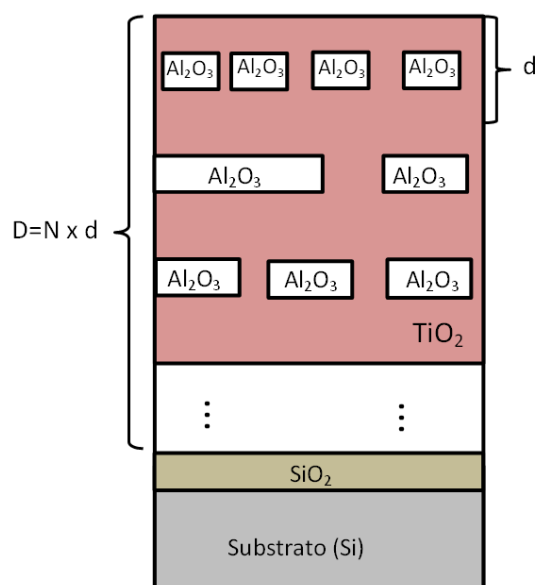 Al₂O₃ Al₂O₃ Al₂O₃ Al₂O₃
d
Al₂O₃ Al₂O₃
D=N x d
Al₂O₃ Al₂O₃ Al₂O₃
TiO₂
⋮ ⋮
SiO₂
Substrato (Si)